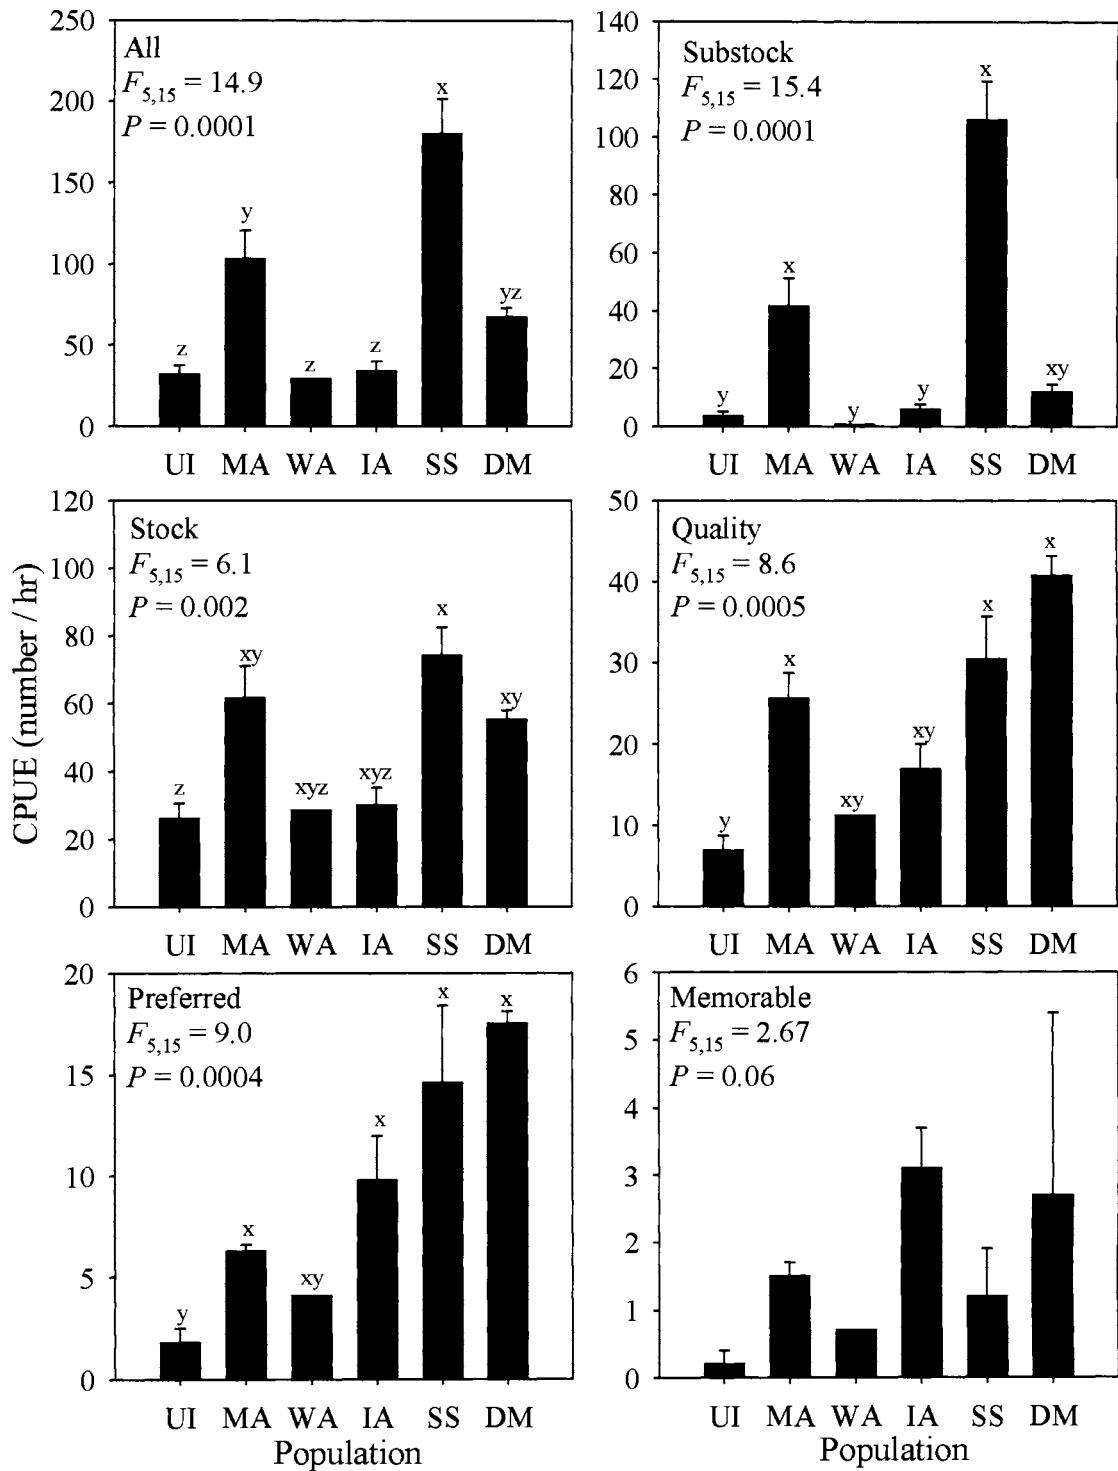 All
F5,15 = 14.9
P = 0.0001
250
200
150
100
50
0
z
y
z
z
x
yz
UI MA WA IA SS DM
Substock
F5,15 = 15.4
P = 0.0001
140
120
100
80
60
40
20
0
y
x
y
y
x
xy
UI MA WA IA SS DM
CPUE (number / hr)
Stock
F5,15 = 6.1
P = 0.002
120
100
80
60
40
20
0
z
xy
xyz
xyz
x
xy
UI MA WA IA SS DM
Quality
F5,15 = 8.6
P = 0.0005
50
40
30
20
10
0
y
x
xy
xy
x
x
UI MA WA IA SS DM
Preferred
F5,15 = 9.0
P = 0.0004
20
15
10
5
0
y
x
xy
x
x
x
UI MA WA IA SS DM
Population
Memorable
F5,15 = 2.67
P = 0.06
6
5
4
3
2
1
0
UI MA WA IA SS DM
Population